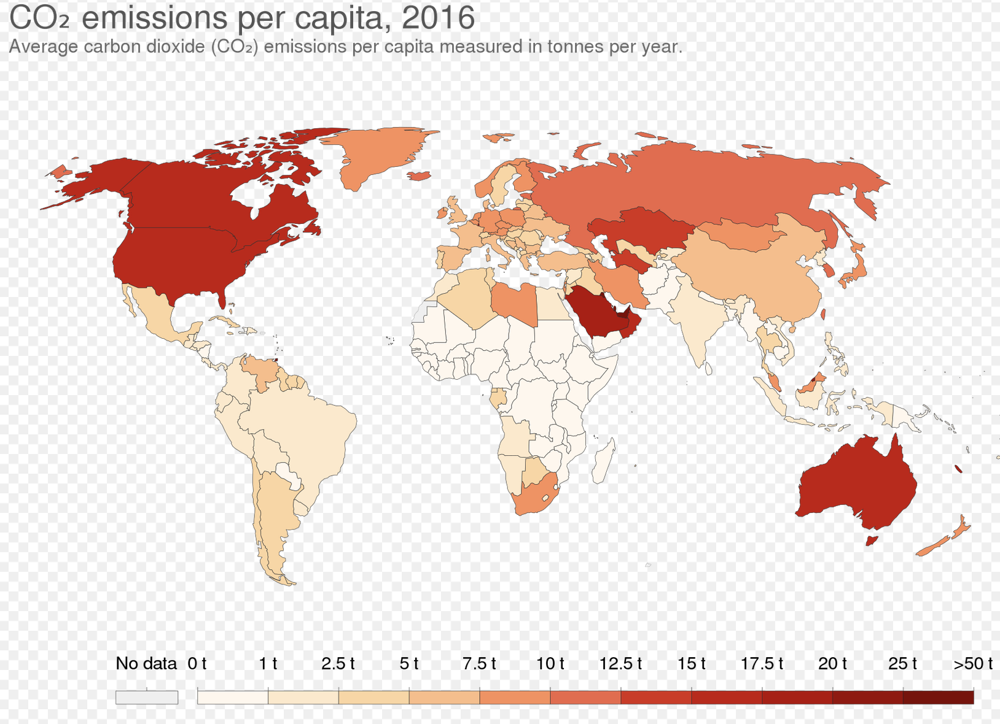 CO₂ emissions per capita, 2016
Average carbon dioxide (CO₂) emissions per capita measured in tonnes per year.
No data 0 t 1 t 2.5 t 5 t 7.5 t 10 t 12.5 t 15 t 17.5 t 20 t 25 t >50 t